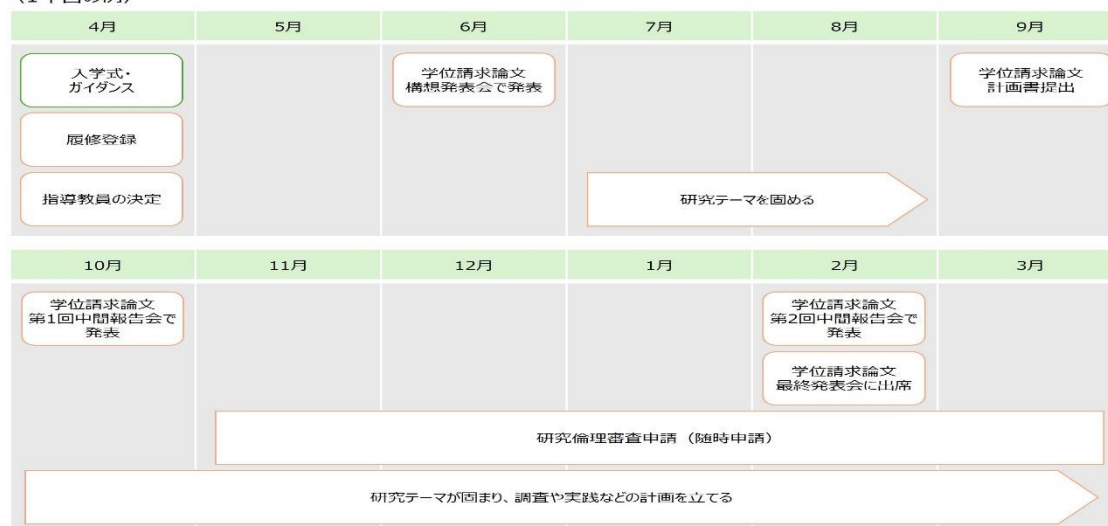 （1年目の例）
4月 5月 6月 7月 8月 9月
入学式・
ガイダンス
学位請求論文
構想発表会で発表
学位請求論文
計画書提出
履修登録
指導教員の決定
研究テーマを固める
10月 11月 12月 1月 2月 3月
学位請求論文
第1回中間報告会で
発表
学位請求論文
第2回中間報告会で
発表
学位請求論文
最終発表会に出席
研究倫理審査申請（随時申請）
研究テーマが固まり、調査や実践などの計画を立てる